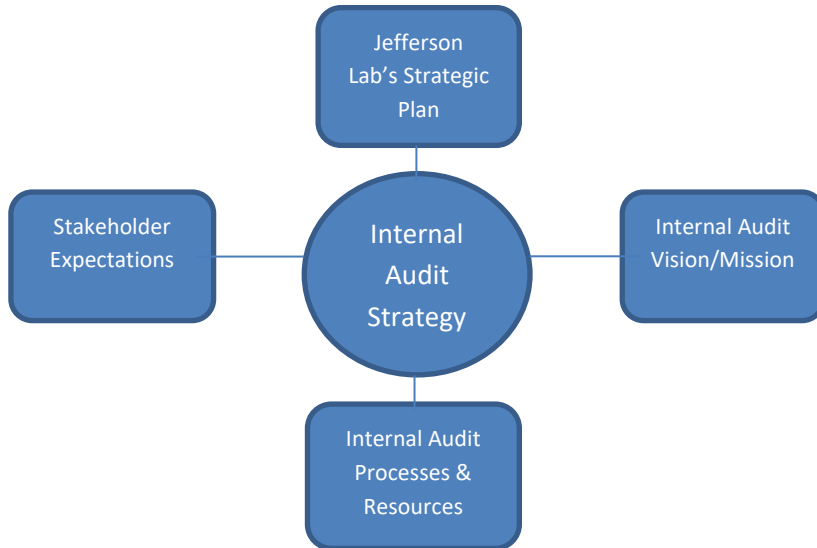 Jefferson
Lab’s Strategic
Plan
Stakeholder
Expectations
Internal
Audit
Strategy
Internal Audit
Vision/Mission
Internal Audit
Processes &
Resources